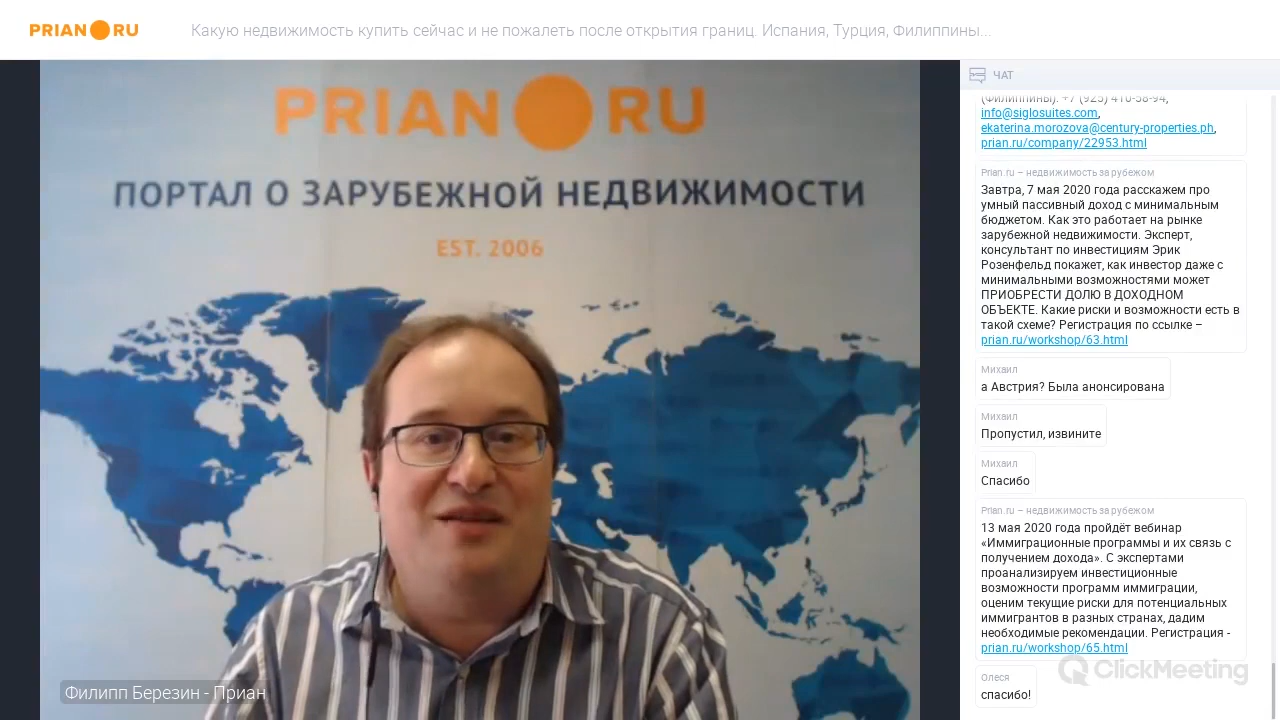 PRIAN RU
Какую недвижимость купить сейчас и не пожалеть после открытия границ. Испания, Турция, Филиппины...
PRIAN RU
ПОРТАЛ О ЗАРУБЕЖНОЙ НЕДВИЖИМОСТИ
EST. 2006
Филипп Березин - Приан
ЧАТ
(Филиппины): +7 (925) 410-58-94,
info@siglosuites.com,
ekaterina.morozova@century-properties.ph,
prian.ru/company/22953.html
Prian.ru – недвижимость за рубежом
Завтра, 7 мая 2020 года расскажем про
умный пассивный доход с минимальным
бюджетом. Как это работает на рынке
зарубежной недвижимости. Эксперт,
консультант по инвестициям Эрик
Розенфельд покажет, как инвестор даже с
минимальными возможностями может
ПРИОБРЕСТИ ДОЛЮ В ДОХОДНОМ
ОБЪЕКТЕ. Какие риски и возможности есть в
такой схеме? Регистрация по ссылке –
prian.ru/workshop/63.html
Михаил
а Австрия? Была анонсирована
Михаил
Пропустил, извините
Михаил
Спасибо
Prian.ru – недвижимость за рубежом
13 мая 2020 года пройдёт вебинар
«Иммиграционные программы и их связь с
получением дохода». С экспертами
проанализируем инвестиционные
возможности программ иммиграции,
оценим текущие риски для потенциальных
иммигрантов в разных странах, дадим
необходимые рекомендации. Регистрация -
prian.ru/workshop/65.html
ClickMeeting
Олеся
спасибо!